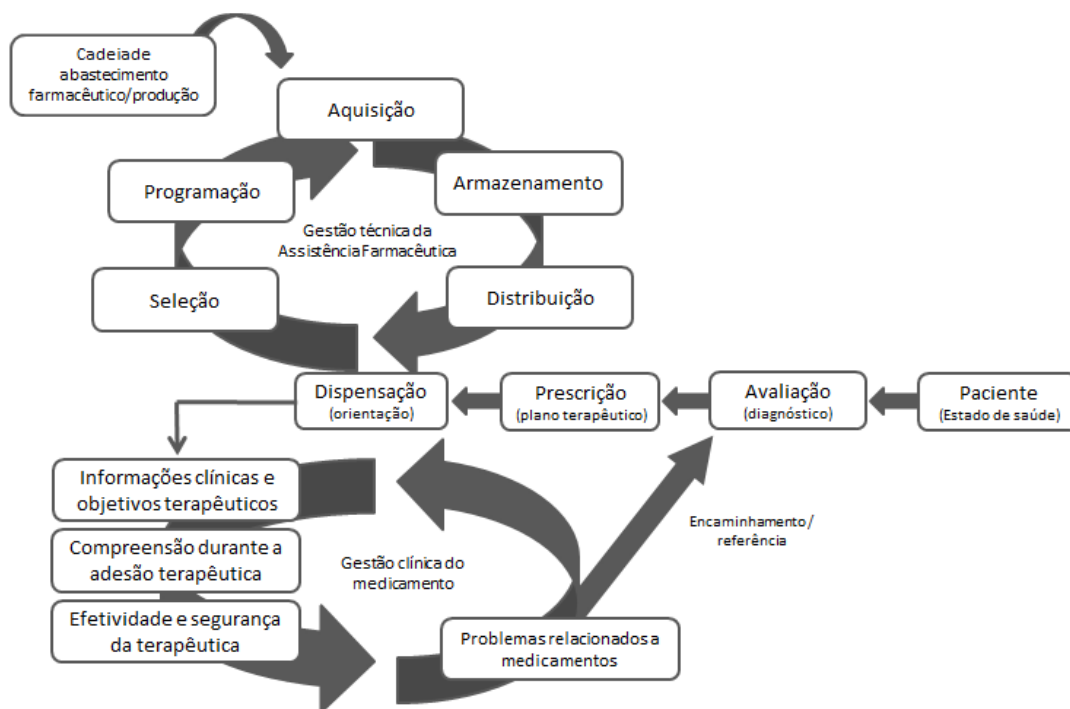 Cadeiade
abastecimento
farmacêutico/produção
Aquisição
Programação
Armazenamento
Gestão técnica da
Assistência Farmacêutica
Seleção
Distribuição
Dispensação
(orientação)
Prescrição
(plano terapêutico)
Avaliação
(diagnóstico)
Paciente
(Estado de saúde)
Informações clínicas e
objetivos terapêuticos
Compreensão durante a
adesão terapêutica
Efetividade e segurança
da terapêutica
Gestão clínica do
medicamento
Encaminhamento/
referência
Problemas relacionados a
medicamentos